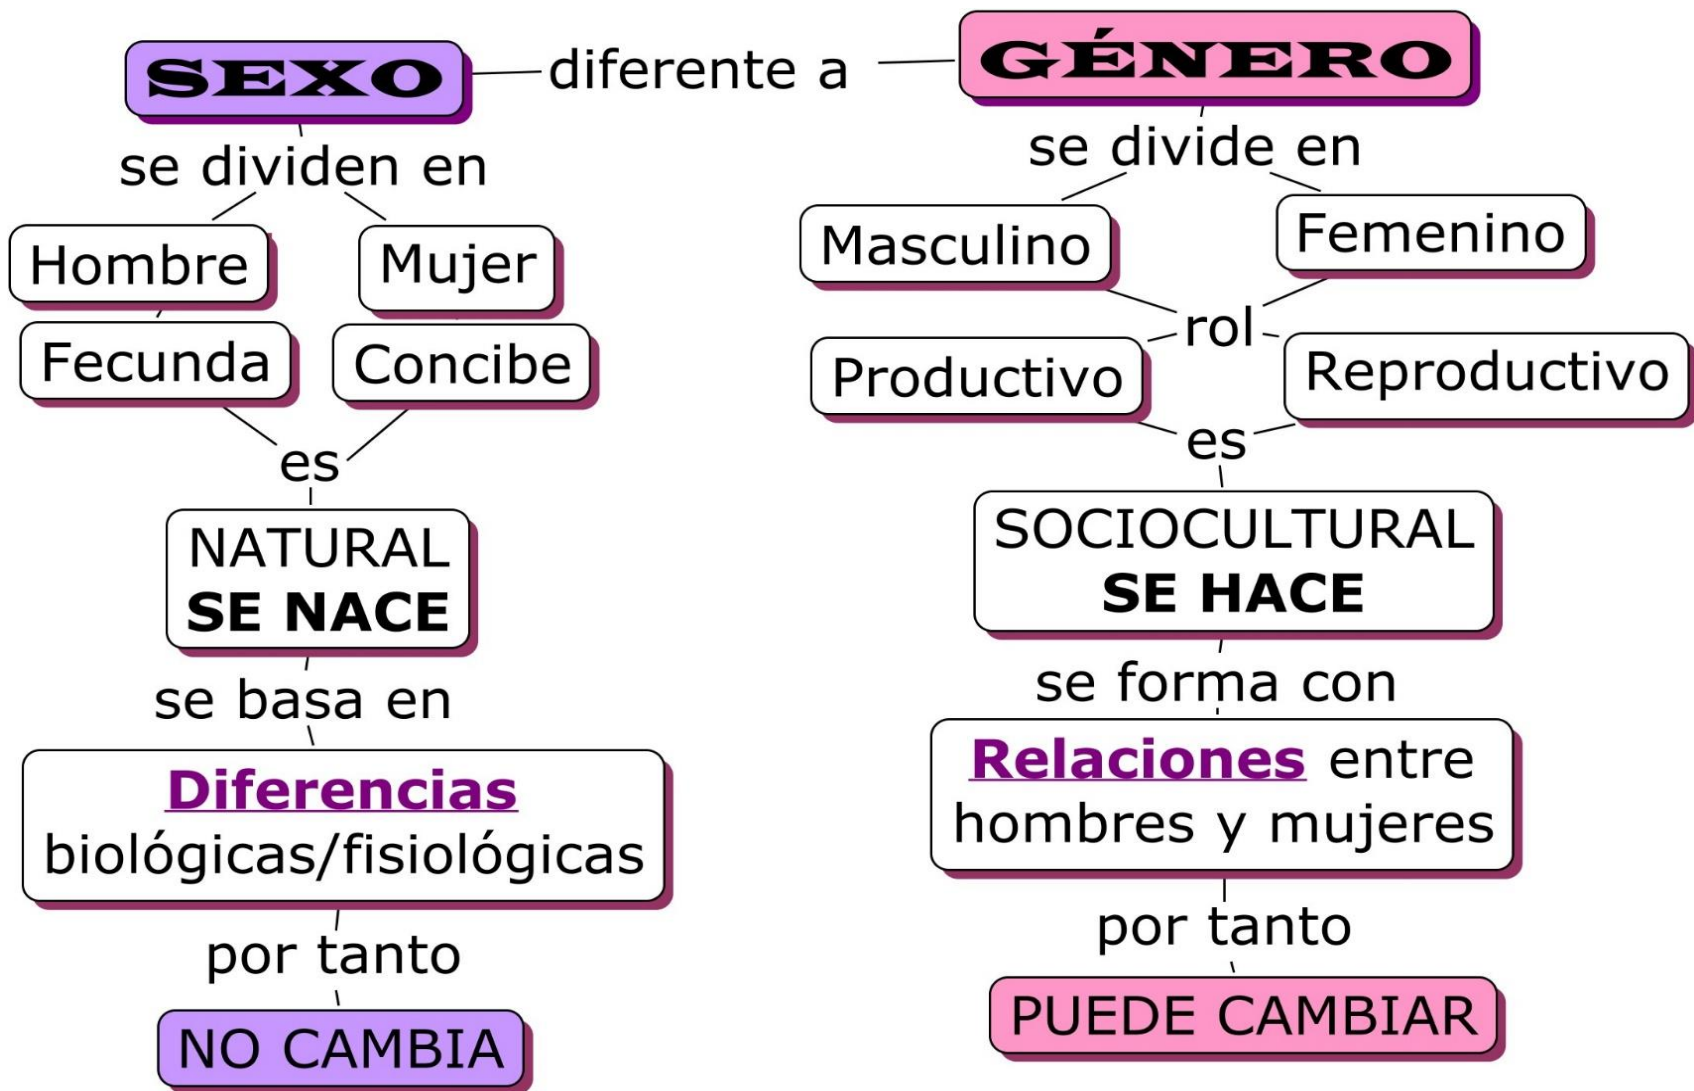 SEXO
diferente a
GÉNERO
se dividen en
Hombre
Mujer
Fecunda
Concibe
es
NATURAL
SE NACE
se basa en
Diferencias
biológicas/fisiológicas
por tanto
NO CAMBIA
se divide en
Masculino
Femenino
rol
Productivo
Reproductivo
es
SOCIOCULTURAL
SE HACE
se forma con
Relaciones entre
hombres y mujeres
por tanto
PUEDE CAMBIAR